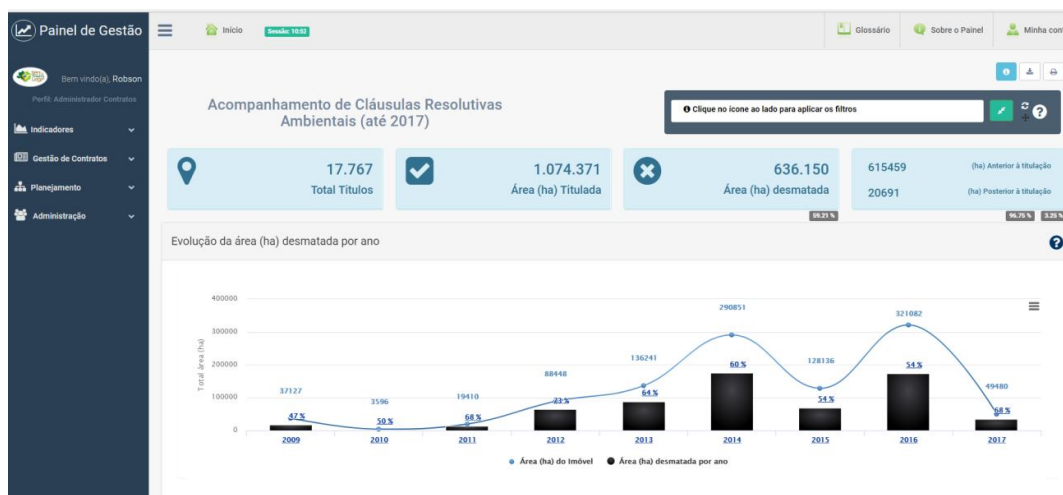 Painel de Gestão
Início
Sessão: 10:52
Glossário
Sobre o Painel
Minha cont
Bem vindo(a), Robson
Perfil: Administrador Contratos
Indicadores
Gestão de Contratos
Planejamento
Administração
Acompanhamento de Cláusulas Resolutivas
Ambientais (até 2017)
Clique no ícone ao lado para aplicar os filtros
17.767
Total Titulos
1.074.371
Área (ha) Titulada
636.150
Área (ha) desmatada
59.21 %
615459 (ha) Anterior à titulação
20691 (ha) Posterior à titulação
96.75 % 3.25 %
Evolução da área (ha) desmatada por ano
Total área (ha)
400000
300000
200000
100000
0
37127
3596
19410
88448
136241
290851
128136
321082
49480
47 %
50 %
68 %
64 %
60 %
54 %
54 %
68 %
2009
2010
2011
2012
2013
2014
2015
2016
2017
Área (ha) do Imóvel
Área (ha) desmatada por ano